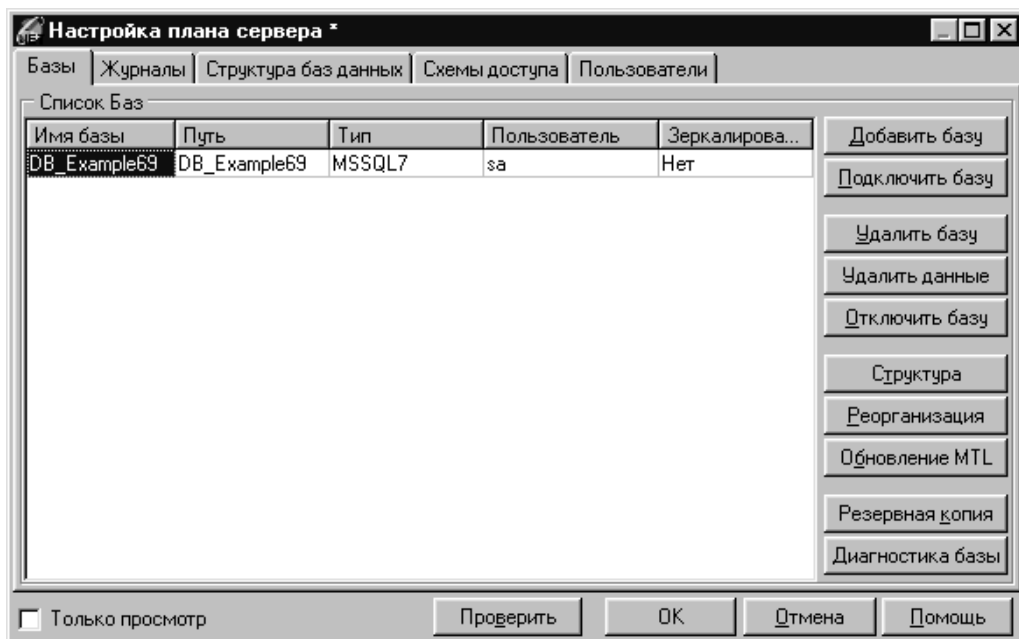 Настройка плана сервера *
Базы Журналы Структура баз данных Схемы доступа Пользователи
Список Баз
Имя базы Путь Тип Пользователь Зеркалирова...
DB_Example69 DB_Example69 MSSQL7 sa Нет
Добавить базу
Подключить базу
Удалить базу
Удалить данные
Отключить базу
Структура
Реорганизация
Обновление MTL
Резервная копия
Диагностика базы
Только просмотр Проверить OK Отмена Помощь